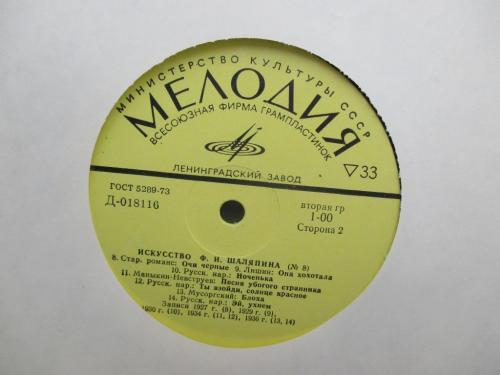 МИНИСТЕРСТВО КУЛЬТУРЫ СССР
МЕЛОДИЯ
ВСЕСОЮЗНАЯ ФИРМА ГРАМПЛАСТИНОК
ЛЕНИНГРАДСКИЙ ЗАВОД
▽33
ГОСТ 5289-73
Д-018116
вторая гр
1-00
Сторона 2
ИСКУССТВО Ф. И. ШАЛЯПИНА (№ 8)
8. Стар. романс: Очи черные 9. Лишин: Она хохотала
10. Русск. нар.: Ноченька
11. Маныкин-Невструев: Песня убогого странника
12. Русск. нар.: Ты взойди, солнце красное
13. Мусоргский: Блоха
14. Русск. нар.: Эй, ухнем
Записи 1927 г (8), 1929 г (9),
1930 г (10), 1934 г (11, 12), 1936 г (13, 14)